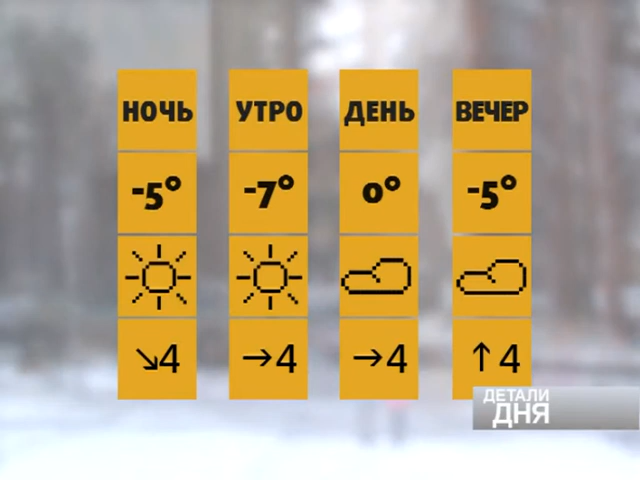 НОЧЬ УТРО ДЕНЬ ВЕЧЕР
-5° -7° 0° -5°
↘4 →4 →4 ↑4
ДЕТАЛИ
ДНЯ